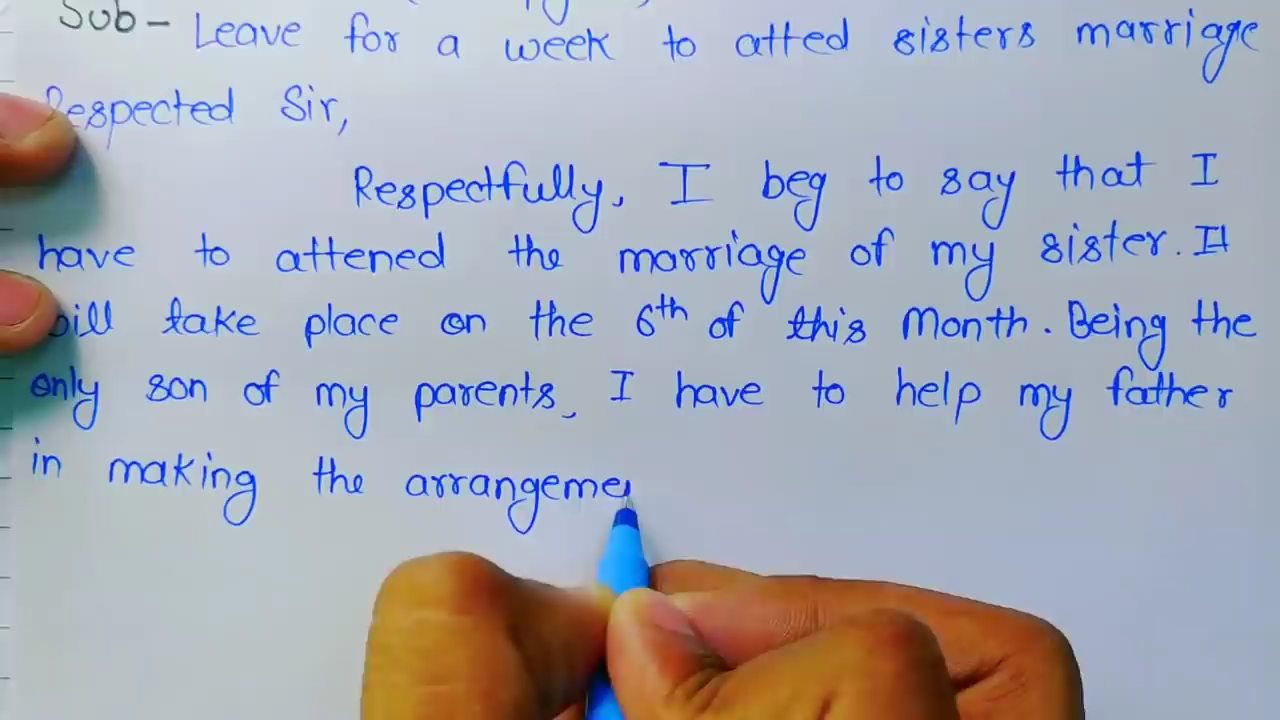 Sub- Leave for a week to atted sisters marriage
Respected Sir,
Respectfully, I beg to say that I
have to attened the marriage of my sister. It
will take place on the 6th of this Month. Being the
only son of my parents, I have to help my father
in making the arrangeme